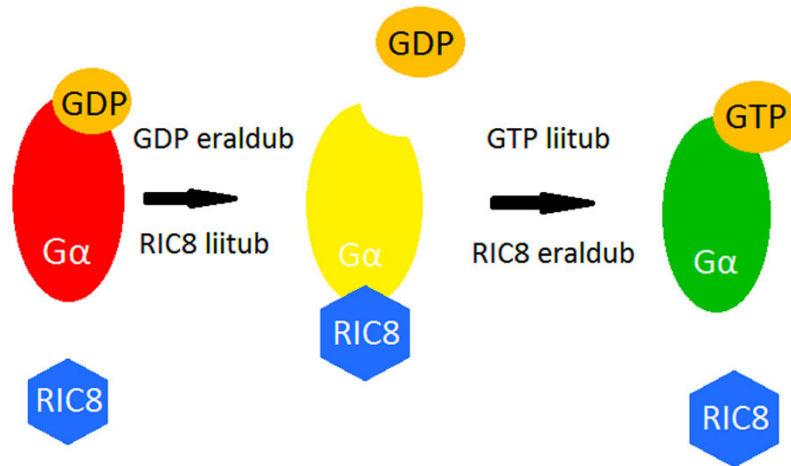 GDP
GDP
GTP
GDP eraldub
GTP liitub
Gα
RIC8 liitub
Gα
RIC8 eraldub
Gα
RIC8
RIC8
RIC8